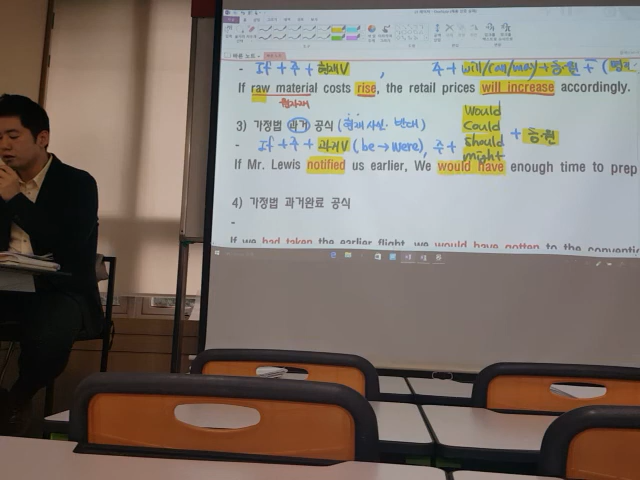 - If + 주 + 현재V , 주 + will/can/may + 동.원
If raw material costs rise, the retail prices will increase accordingly.
원자재
3) 가정법 과거 공식 (현재사실 반대)
- If + 주 + 과거V (be → were), 주 + Would Could Should might + 동.원
If Mr. Lewis notified us earlier, We would have enough time to prep
4) 가정법 과거완료 공식
-
If we had taken the earlier flight, we would have gotten to the conventi